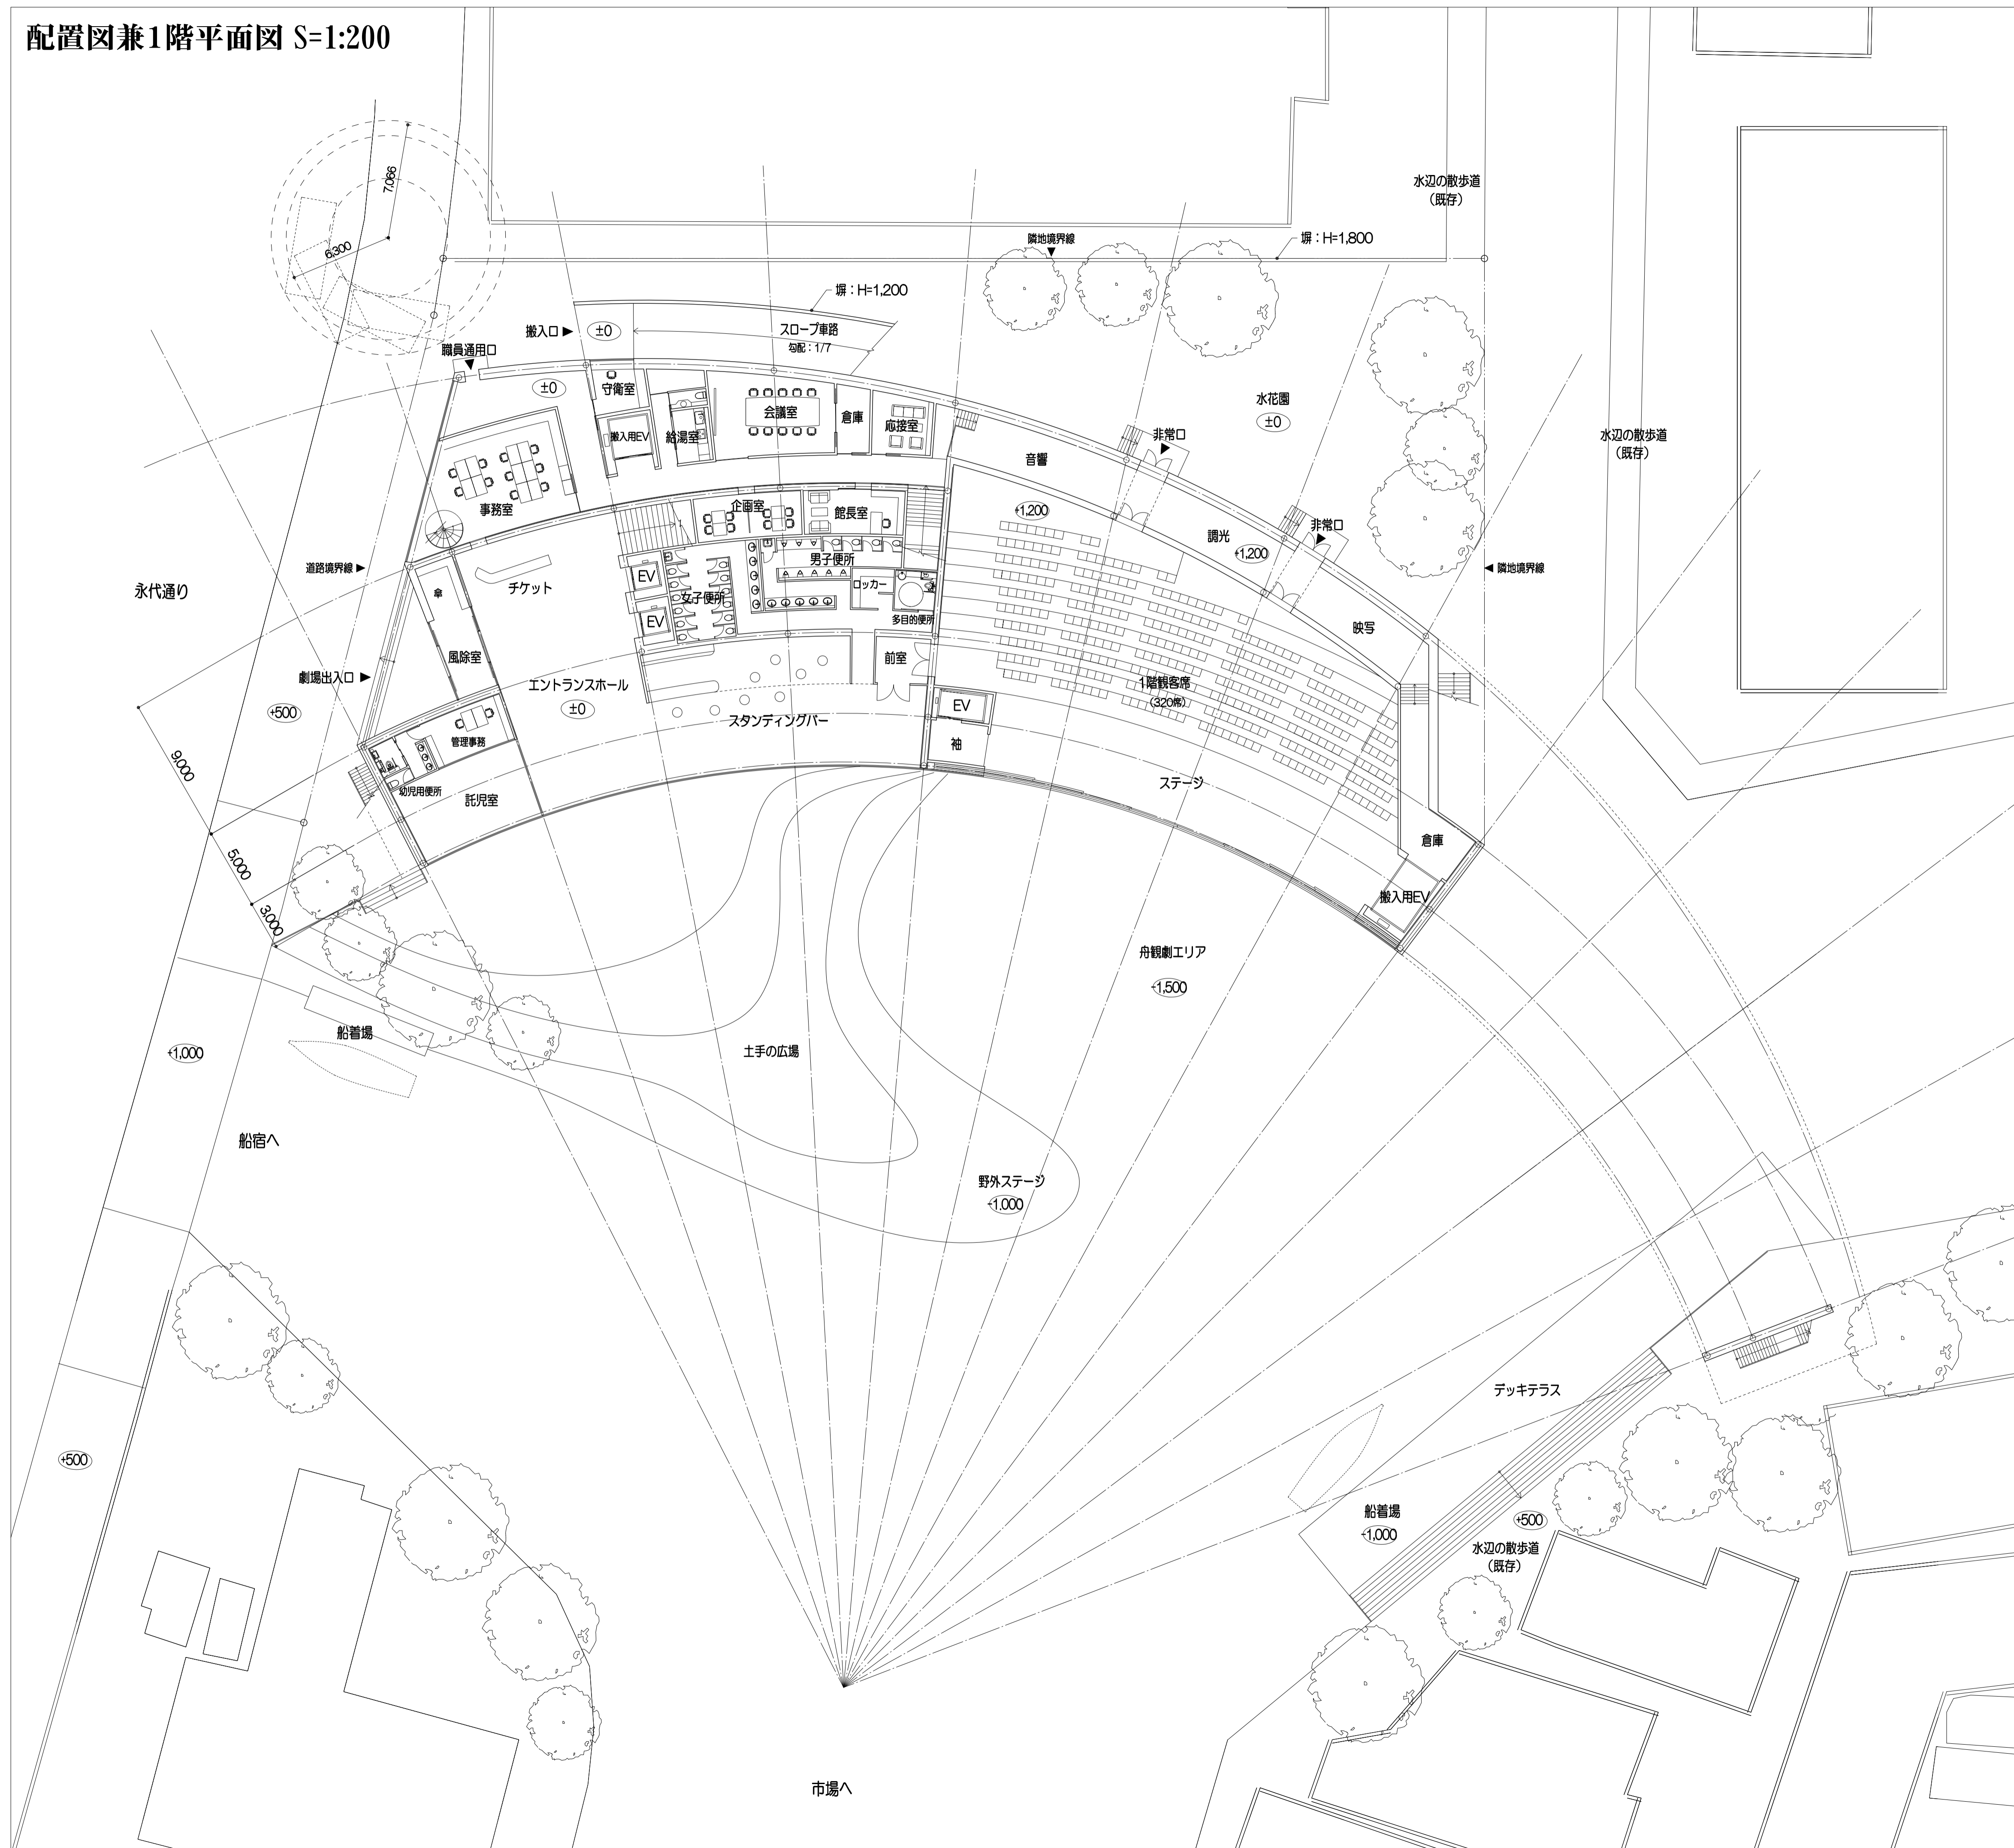 配置図兼1階平面図 S=1:200
7,066
6,300
水辺の散歩道
（既存）
隣地境界線
塀：H=1,800
塀：H=1,200
搬入口
±0
スロープ車路
勾配：1/7
職員通用口
±0
守衛室
搬入用EV
給湯室
会議室
倉庫
応接室
水花園
±0
非常口
音響
水辺の散歩道
（既存）
事務室
企画室
館長室
+1,200
非常口
調光
+1,200
道路境界線
隣地境界線
永代通り
チケット
傘
EV
EV
女子便所
男子便所
ロッカー
多目的便所
映写
風除室
前室
劇場出入口
+500
エントランスホール
±0
スタンディングバー
1階観客席
（320席）
EV
袖
管理事務
幼児用便所
託児室
ステージ
9,000
5,000
3,000
倉庫
搬入用EV
舟観劇エリア
-1,500
船着場
+1,000
土手の広場
船宿へ
野外ステージ
-1,000
デッキテラス
+500
船着場
-1,000
+500
水辺の散歩道
（既存）
市場へ